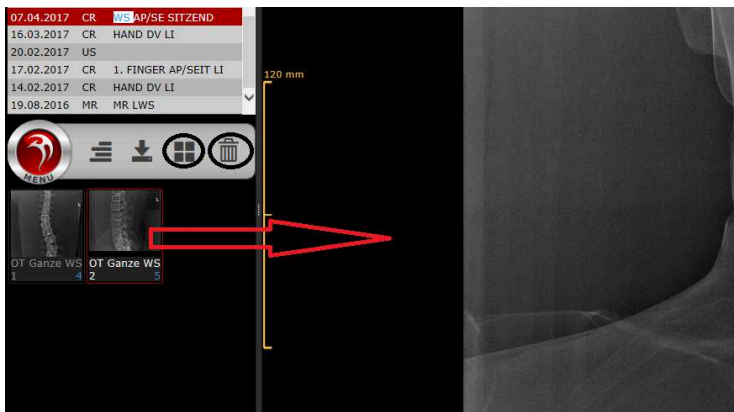 07.04.2017 CR WS AP/SE SITZEND
16.03.2017 CR HAND DV LI
20.02.2017 US
17.02.2017 CR 1. FINGER AP/SEIT LI
14.02.2017 CR HAND DV LI
19.08.2016 MR MR LWS
120 mm
MENU
OT Ganze WS OT Ganze WS
1 4 2 5